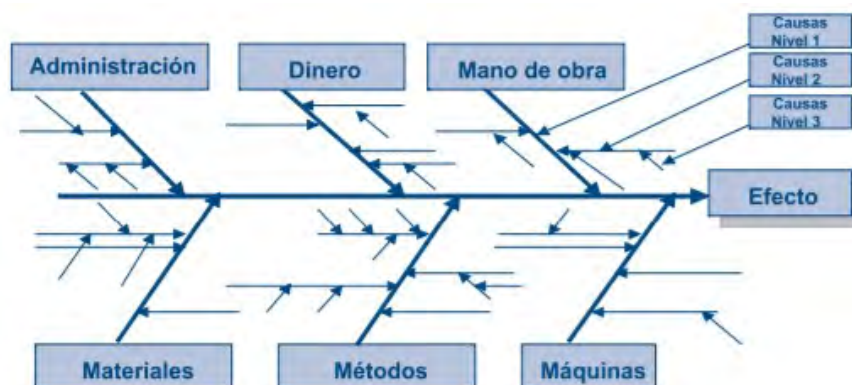 Causas
Nivel 1
Administración
Dinero
Mano de obra
Causas
Nivel 2
Causas
Nivel 3
Efecto
Materiales
Métodos
Máquinas